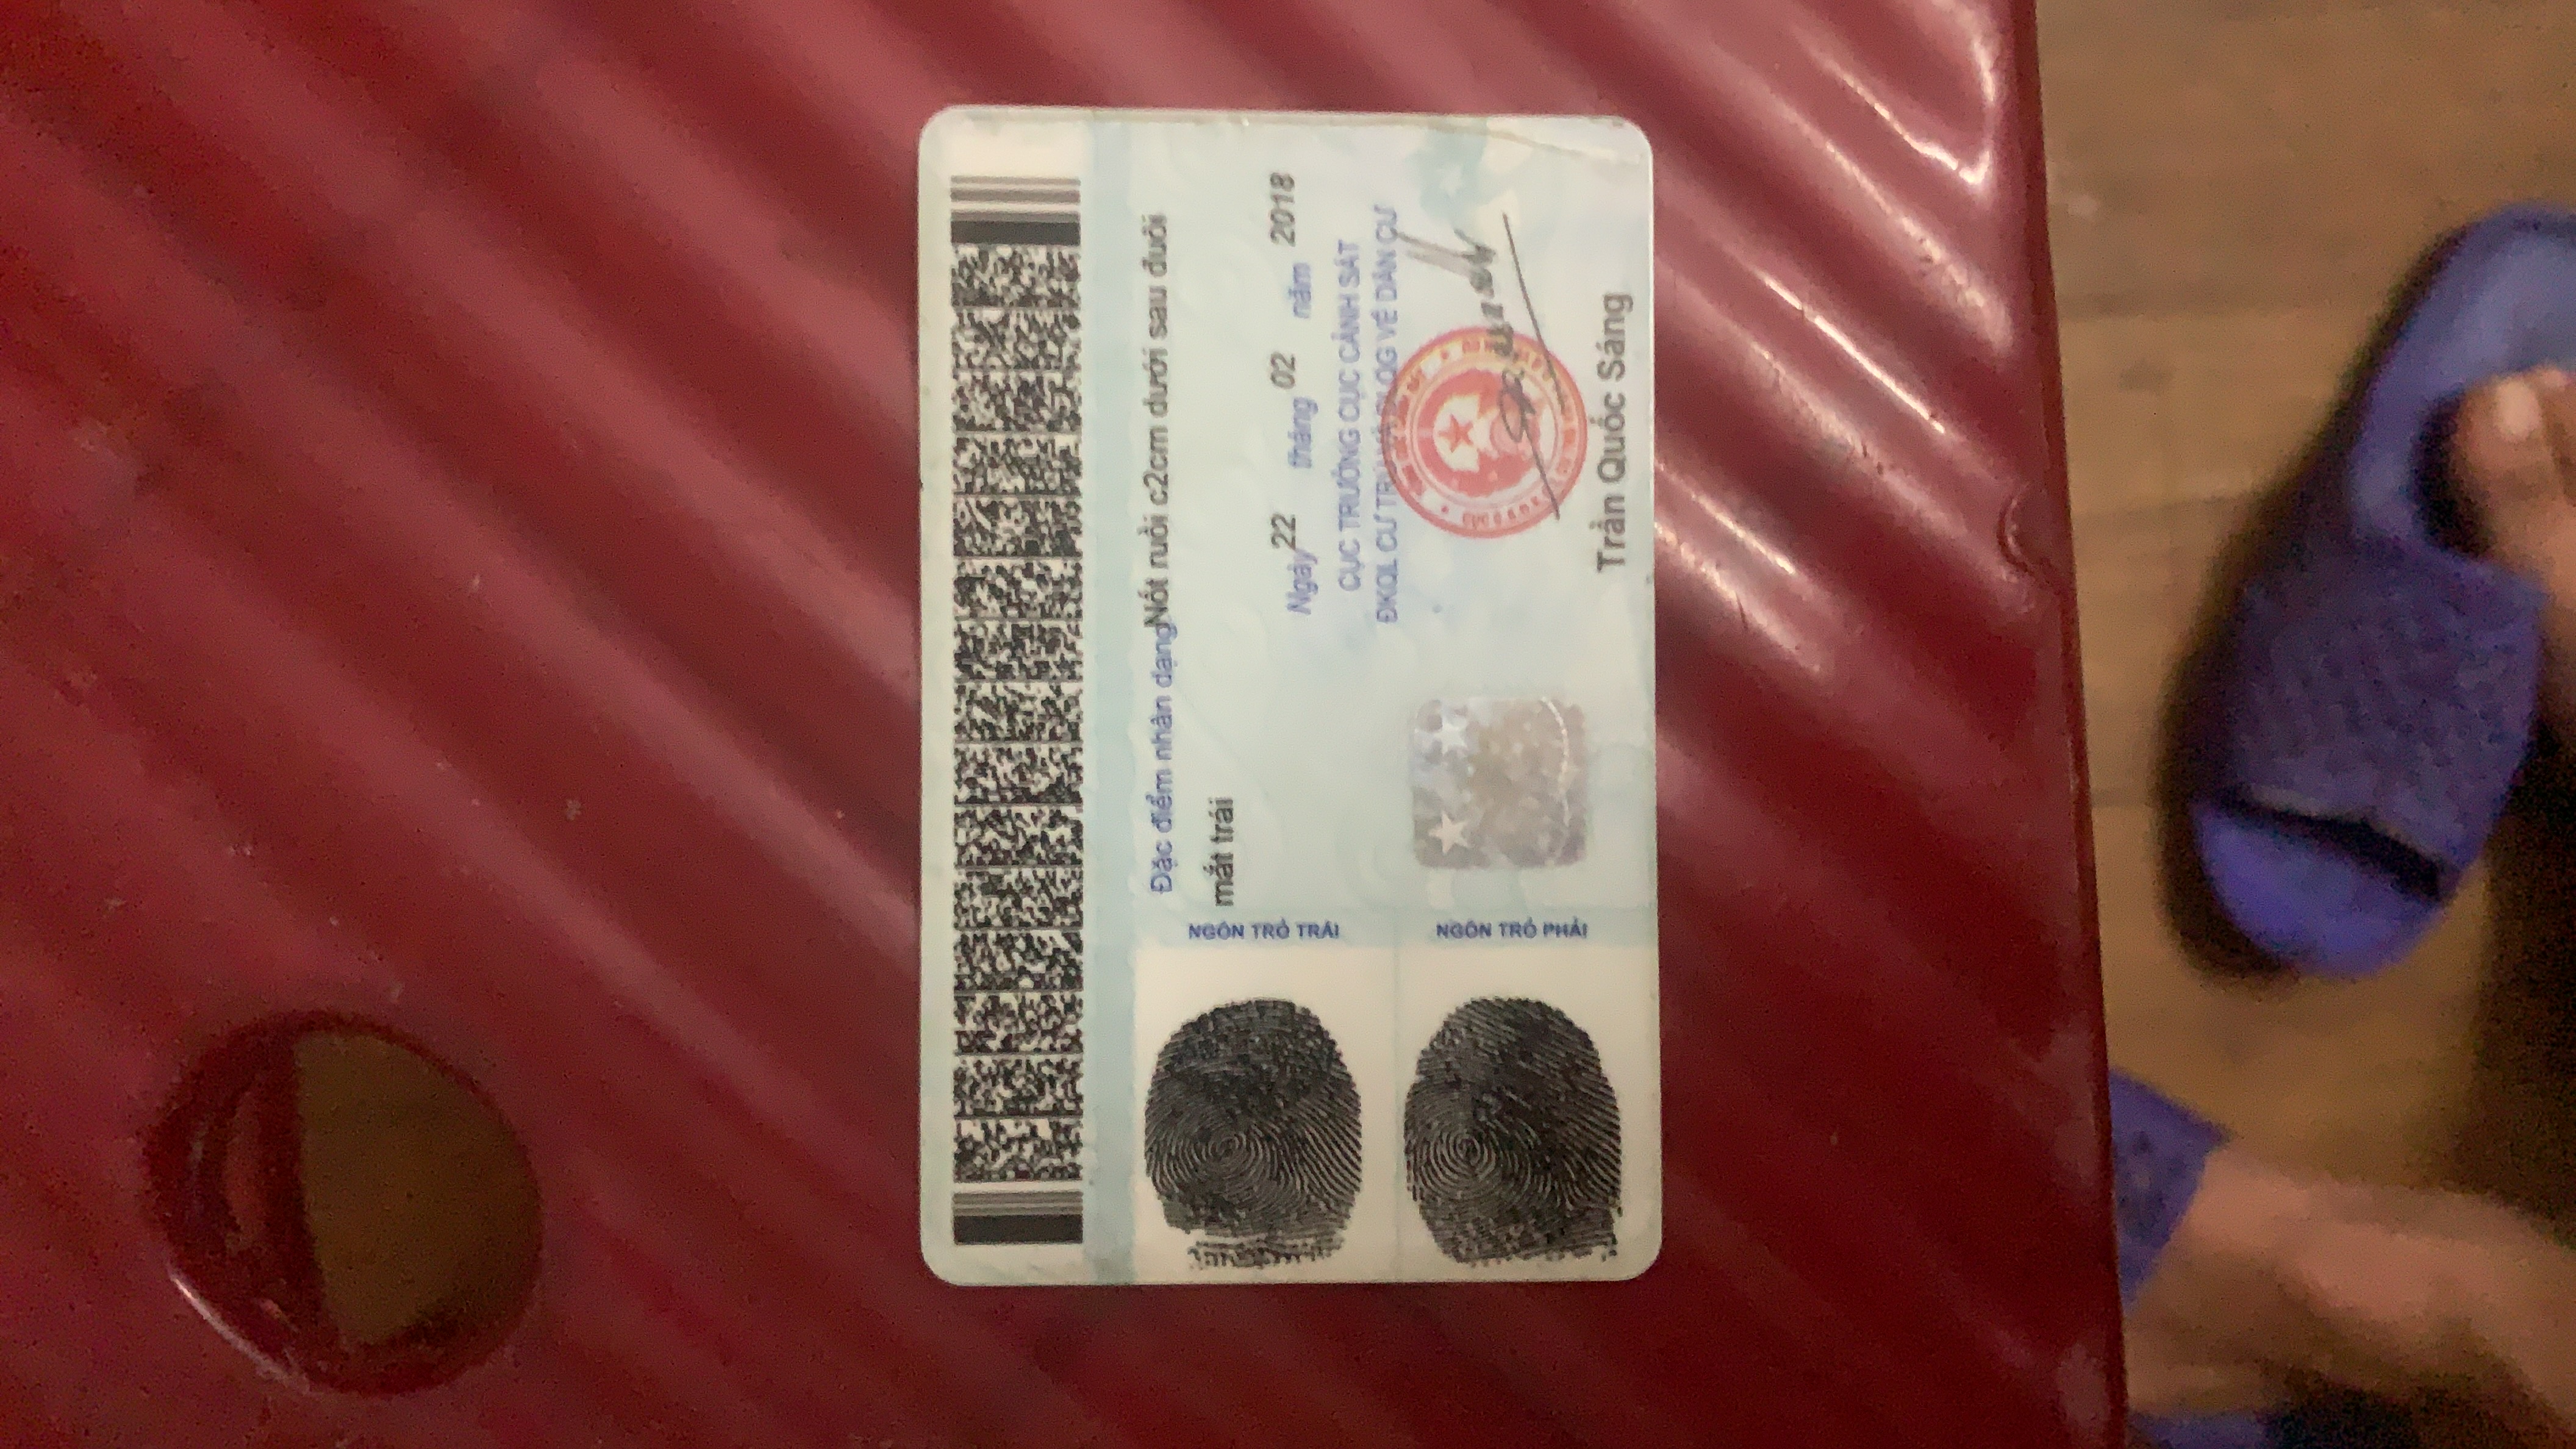 Đặc điểm nhân dạng Nốt ruồi c2cm dưới sau đuôi
mắt trái
Ngày 22 tháng 02 năm 2018
CỤC TRƯỞNG CỤC CẢNH SÁT
ĐKQL CƯ TRÚ VÀ DLQG VỀ DÂN CƯ
Trần Quốc Sáng
NGÓN TRỎ TRÁI
NGÓN TRỎ PHẢI